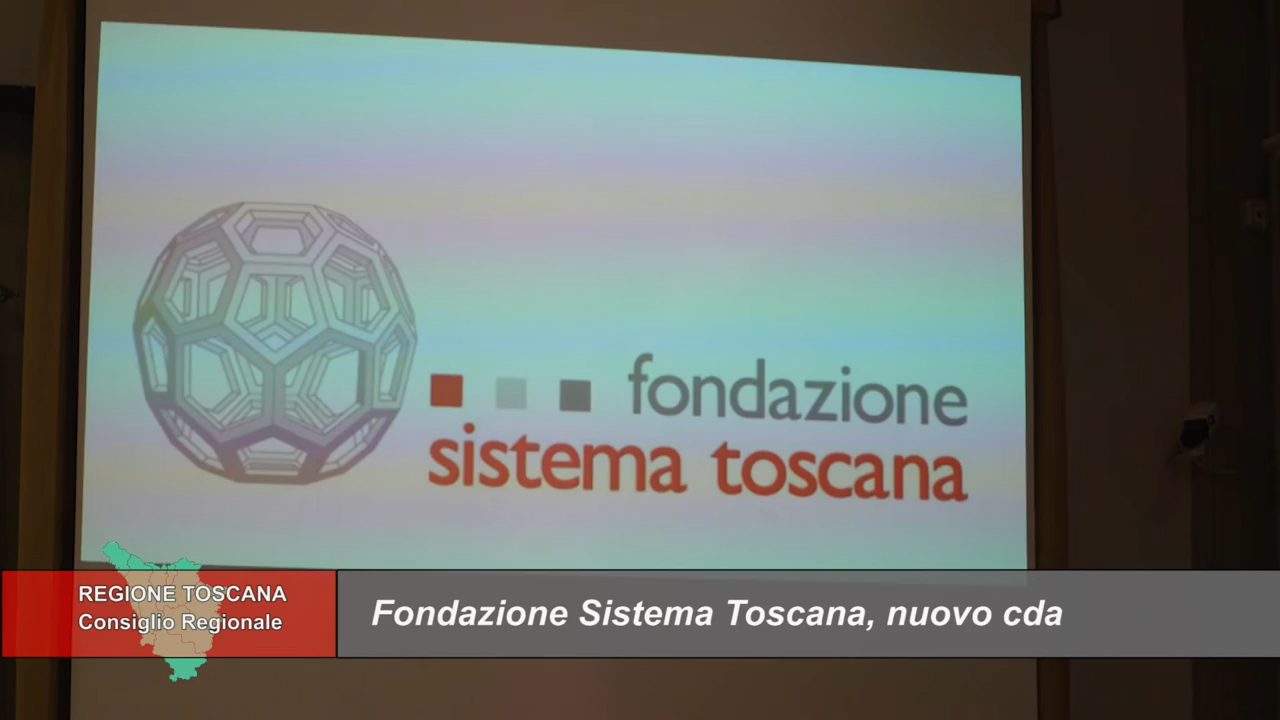 fondazione
sistema toscana
REGIONE TOSCANA
Consiglio Regionale
Fondazione Sistema Toscana, nuovo cda